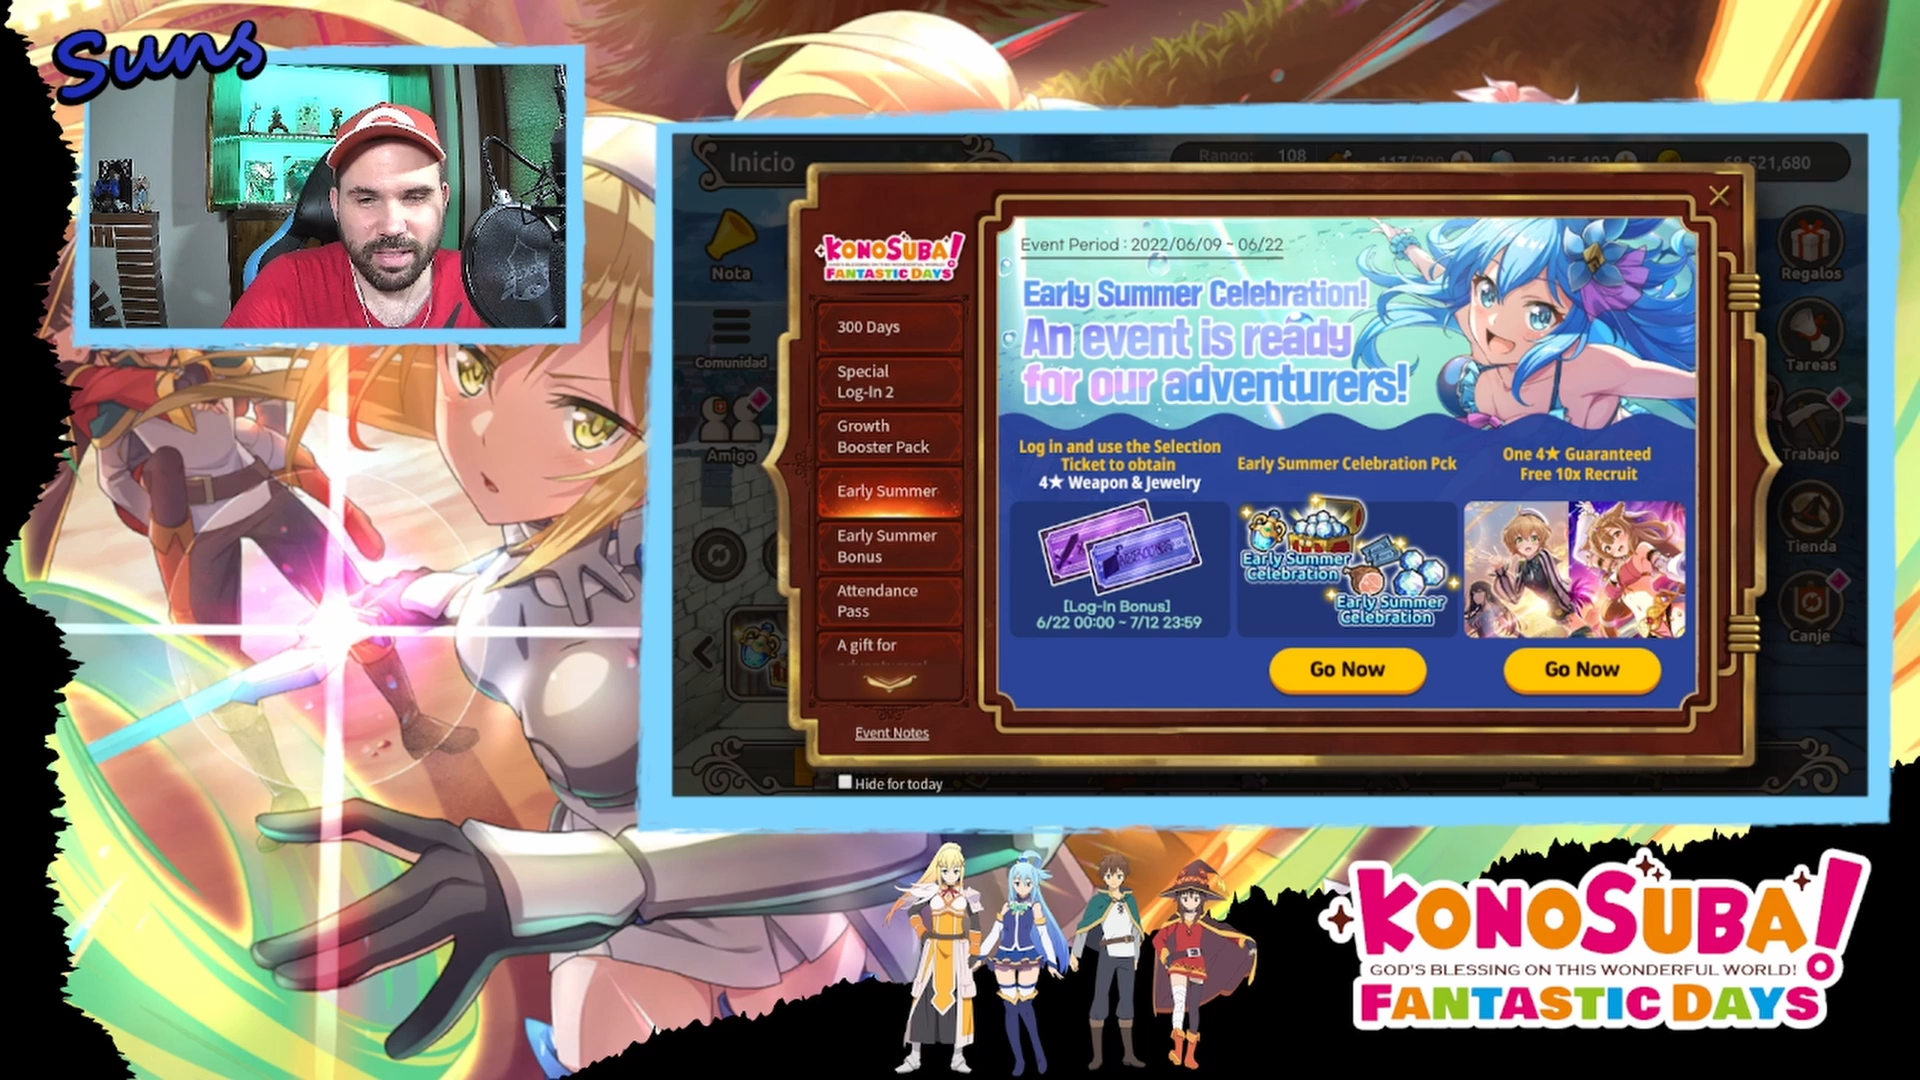 Suns
Inicio
Rango: 108
117/200
215,102
68,521,680
Nota
Comunidad
Amigo
KONOSUBA!
FANTASTIC DAYS
300 Days
Special
Log-In 2
Growth
Booster Pack
Early Summer
Early Summer
Bonus
Attendance
Pass
A gift for
Event Notes
Hide for today
Event Period : 2022/06/09 ~ 06/22
Early Summer Celebration!
An event is ready
for our adventurers!
Log in and use the Selection
Ticket to obtain
4★ Weapon & Jewelry
[Log-In Bonus]
6/22 00:00 ~ 7/12 23:59
Early Summer Celebration Pck
Early Summer
Celebration
Early Summer
Celebration
Go Now
One 4★ Guaranteed
Free 10x Recruit
Go Now
Regalos
Tareas
Trabajo
Tienda
Canje
KONOSUBA!
GOD'S BLESSING ON THIS WONDERFUL WORLD!
FANTASTIC DAYS